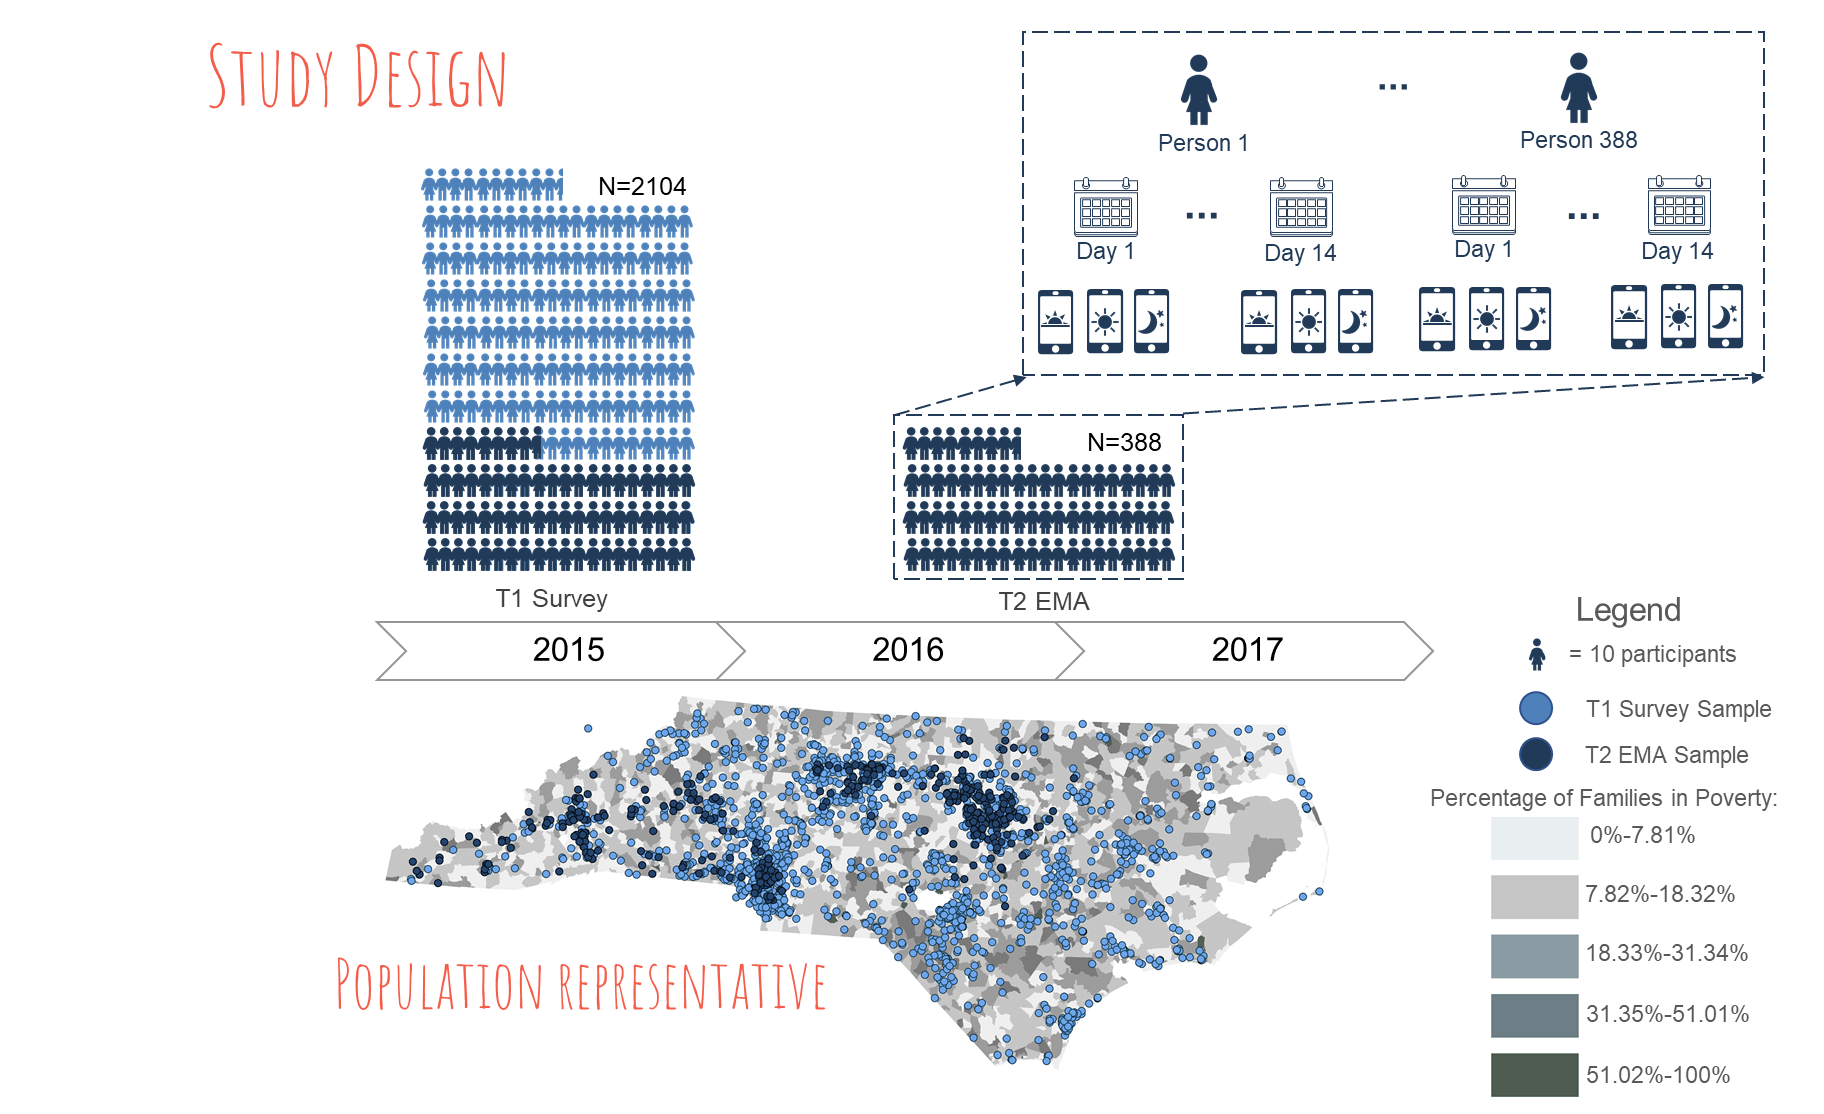 STUDY DESIGN
...
Person 1
Person 388
N=2104
... ...
Day 1
Day 14
Day 1
Day 14
N=388
T1 Survey
T2 EMA
2015
2016
2017
Legend
= 10 participants
T1 Survey Sample
T2 EMA Sample
Percentage of Families in Poverty:
0%-7.81%
7.82%-18.32%
18.33%-31.34%
31.35%-51.01%
51.02%-100%
POPULATION REPRESENTATIVE